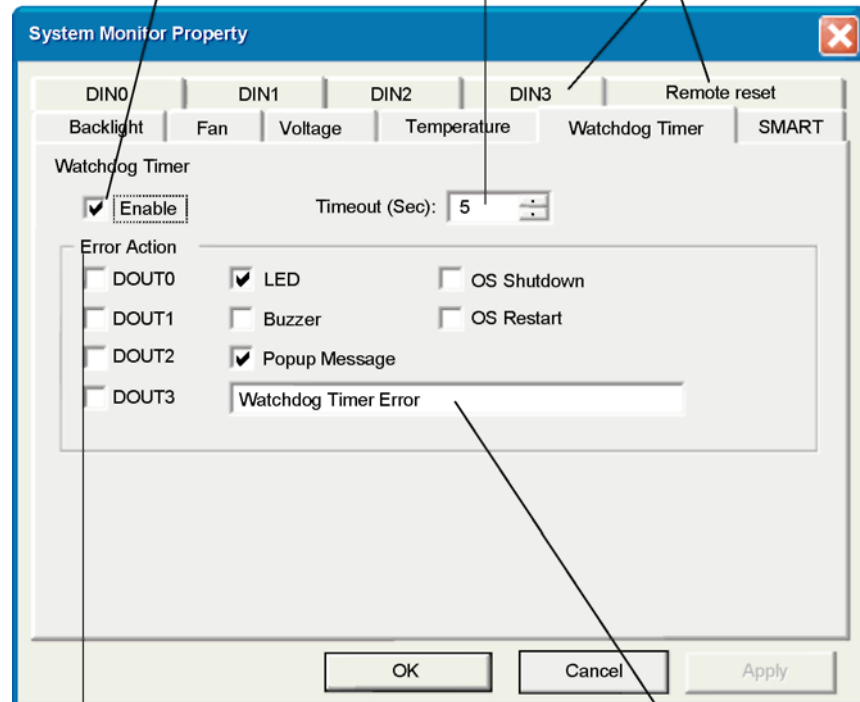 System Monitor Property
DIN0 DIN1 DIN2 DIN3 Remote reset
Backlight Fan Voltage Temperature Watchdog Timer SMART
Watchdog Timer
Enable Timeout (Sec): 5
Error Action
DOUT0 LED OS Shutdown
DOUT1 Buzzer OS Restart
DOUT2 Popup Message
DOUT3 Watchdog Timer Error
OK Cancel Apply